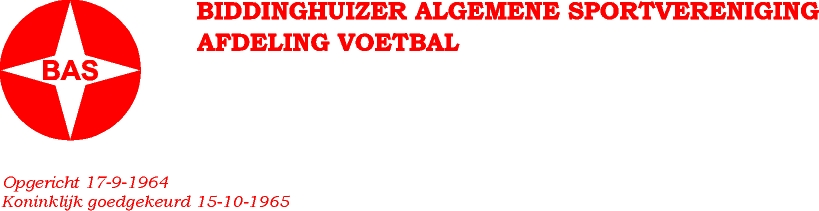 BIDDINGHUIZER ALGEMENE SPORTVERENIGING
AFDELING VOETBAL
BAS
Opgericht 17-9-1964
Koninklijk goedgekeurd 15-10-1965